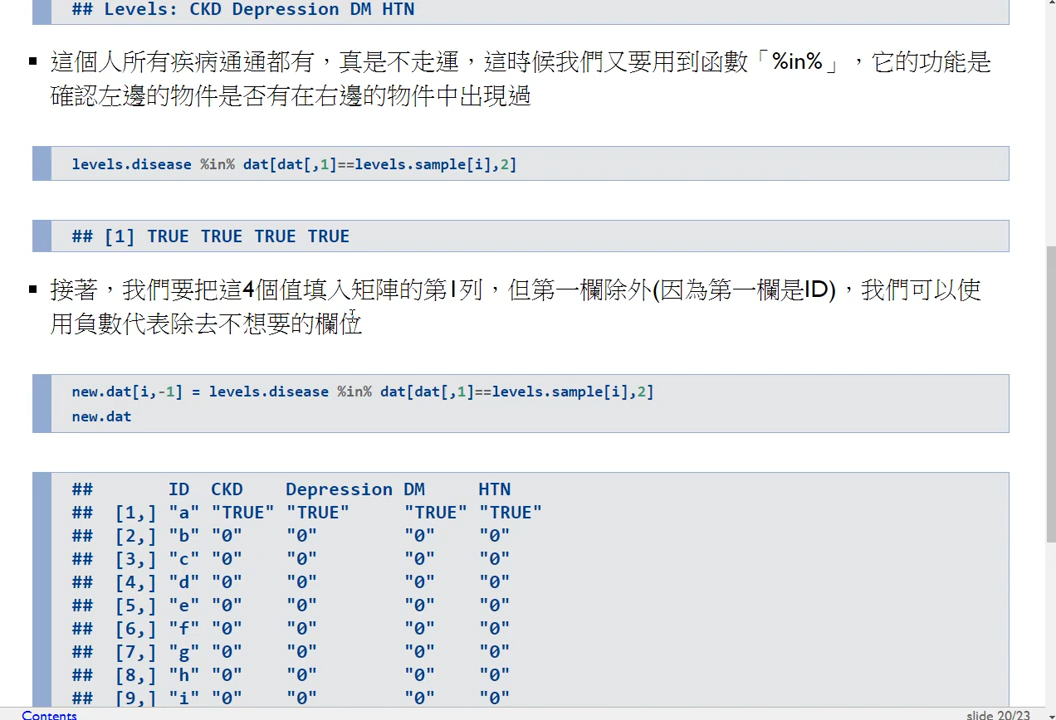 ## Levels: CKD Depression DM HTN
▪ 這個人所有疾病通通都有，真是不走運，這時候我們又要用到函數「%in%」，它的功能是
確認左邊的物件是否有在右邊的物件中出現過
levels.disease %in% dat[dat[,1]==levels.sample[i],2]
## [1] TRUE TRUE TRUE TRUE
▪ 接著，我們要把這4個值填入矩陣的第1列，但第一欄除外(因為第一欄是ID)，我們可以使
用負數代表除去不想要的欄位
new.dat[i,-1] = levels.disease %in% dat[dat[,1]==levels.sample[i],2]
new.dat
## ID CKD Depression DM HTN
## [1,] "a" "TRUE" "TRUE" "TRUE" "TRUE"
## [2,] "b" "0" "0" "0" "0"
## [3,] "c" "0" "0" "0" "0"
## [4,] "d" "0" "0" "0" "0"
## [5,] "e" "0" "0" "0" "0"
## [6,] "f" "0" "0" "0" "0"
## [7,] "g" "0" "0" "0" "0"
## [8,] "h" "0" "0" "0" "0"
## [9,] "i" "0" "0" "0" "0"
Contents
slide 20/23